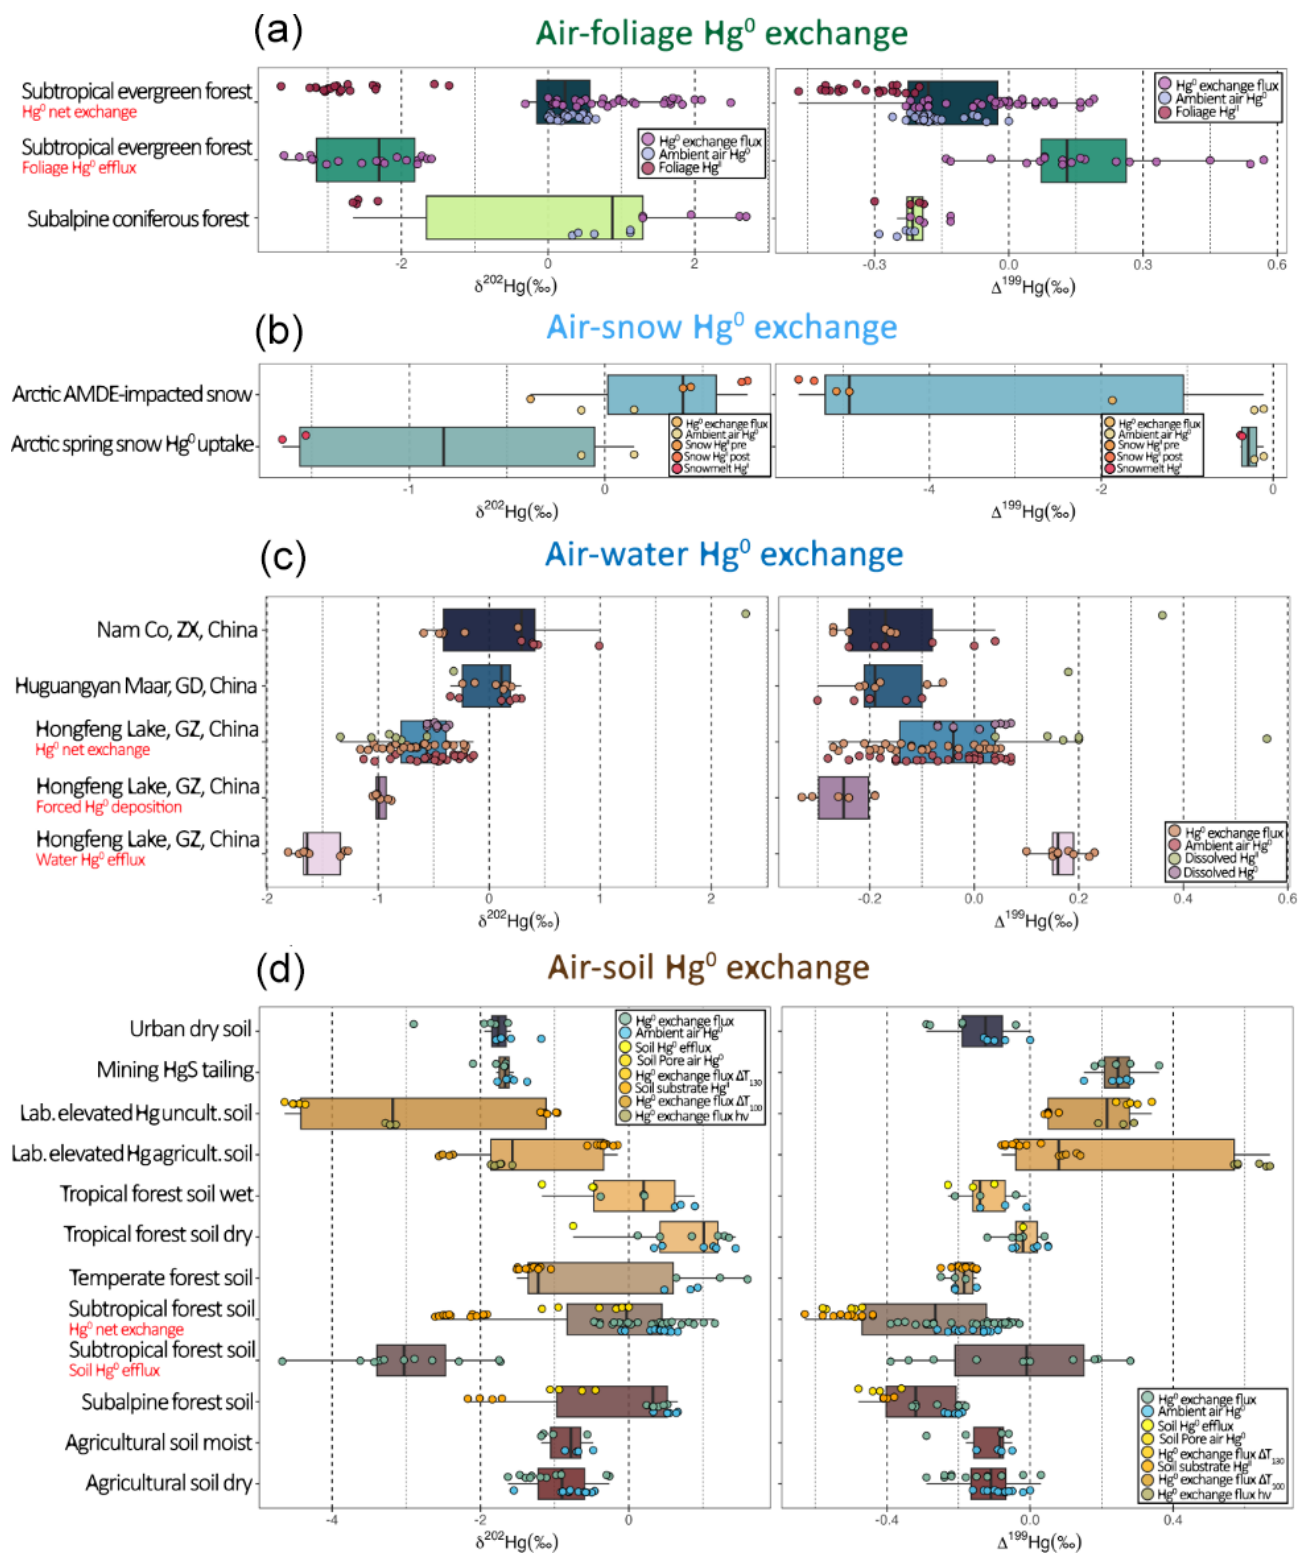 (a) Air-foliage Hg⁰ exchange
Subtropical evergreen forest
Hg⁰ net exchange
Subtropical evergreen forest
Foliage Hg⁰ efflux
Subalpine coniferous forest
Hg⁰ exchange flux
Ambient air Hg⁰
Foliage Hgᴵᴵ
Hg⁰ exchange flux
Ambient air Hg⁰
Foliage Hgᴵᴵ
-2 0 2
-0.3 0.0 0.3 0.6
δ²⁰²Hg(‰)
Δ¹⁹⁹Hg(‰)
(b) Air-snow Hg⁰ exchange
Arctic AMDE-impacted snow
Arctic spring snow Hg⁰ uptake
Hg⁰ exchange flux
Ambient air Hg⁰
Snow Hgᴵᴵ pre
Snow Hgᴵᴵ post
Snowmelt Hgᴵᴵ
Hg⁰ exchange flux
Ambient air Hg⁰
Snow Hgᴵᴵ pre
Snow Hgᴵᴵ post
Snowmelt Hgᴵᴵ
-1 0
-4 -2 0
δ²⁰²Hg(‰)
Δ¹⁹⁹Hg(‰)
(c) Air-water Hg⁰ exchange
Nam Co, ZX, China
Huguangyan Maar, GD, China
Hongfeng Lake, GZ, China
Hg⁰ net exchange
Hongfeng Lake, GZ, China
Forced Hg⁰ deposition
Hongfeng Lake, GZ, China
Water Hg⁰ efflux
Hg⁰ exchange flux
Ambient air Hg⁰
Dissolved Hgᴵᴵ
Dissolved Hg⁰
-2 -1 0 1 2
-0.2 0.0 0.2 0.4 0.6
δ²⁰²Hg(‰)
Δ¹⁹⁹Hg(‰)
(d) Air-soil Hg⁰ exchange
Urban dry soil
Mining HgS tailing
Lab. elevated Hg uncult. soil
Lab. elevated Hg agricult. soil
Tropical forest soil wet
Tropical forest soil dry
Temperate forest soil
Subtropical forest soil
Hg⁰ net exchange
Subtropical forest soil
Soil Hg⁰ efflux
Subalpine forest soil
Agricultural soil moist
Agricultural soil dry
Hg⁰ exchange flux
Ambient air Hg⁰
Soil Hg⁰ efflux
Soil Pore air Hg⁰
Hg⁰ exchange flux ΔT₁₃₀
Soil substrate Hgᴵᴵ
Hg⁰ exchange flux ΔT₁₀₀
Hg⁰ exchange flux hv
Hg⁰ exchange flux
Ambient air Hg⁰
Soil Hg⁰ efflux
Soil Pore air Hg⁰
Hg⁰ exchange flux ΔT₁₃₀
Soil substrate Hgᴵᴵ
Hg⁰ exchange flux ΔT₁₀₀
Hg⁰ exchange flux hv
-4 -2 0
-0.4 0.0 0.4
δ²⁰²Hg(‰)
Δ¹⁹⁹Hg(‰)